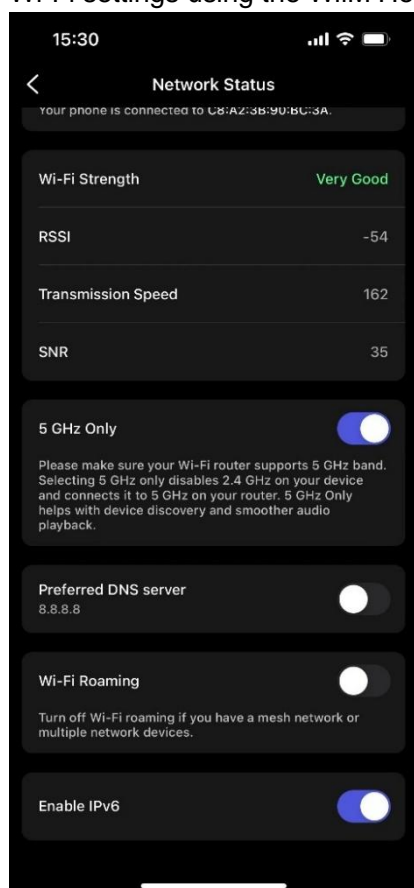 15:30
Network Status
Your phone is connected to C8:A2:3B:90:BC:3A.
Wi-Fi Strength
Very Good
RSSI
-54
Transmission Speed
162
SNR
35
5 GHz Only
Please make sure your Wi-Fi router supports 5 GHz band.
Selecting 5 GHz only disables 2.4 GHz on your device
and connects it to 5 GHz on your router. 5 GHz Only
helps with device discovery and smoother audio
playback.
Preferred DNS server
8.8.8.8
Wi-Fi Roaming
Turn off Wi-Fi roaming if you have a mesh network or
multiple network devices.
Enable IPv6